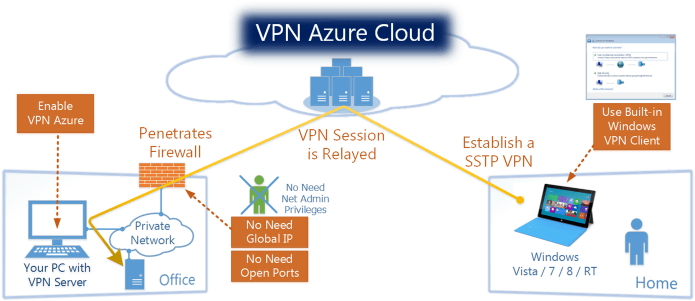 VPN Azure Cloud
Enable
VPN Azure
Penetrates
Firewall
VPN Session
is Relayed
Establish a
SSTP VPN
Use Built-in
Windows
VPN Client
No Need
Net Admin
Privileges
No Need
Global IP
No Need
Open Ports
Private
Network
Your PC with
VPN Server
Office
Windows
Vista / 7 / 8 / RT
Home